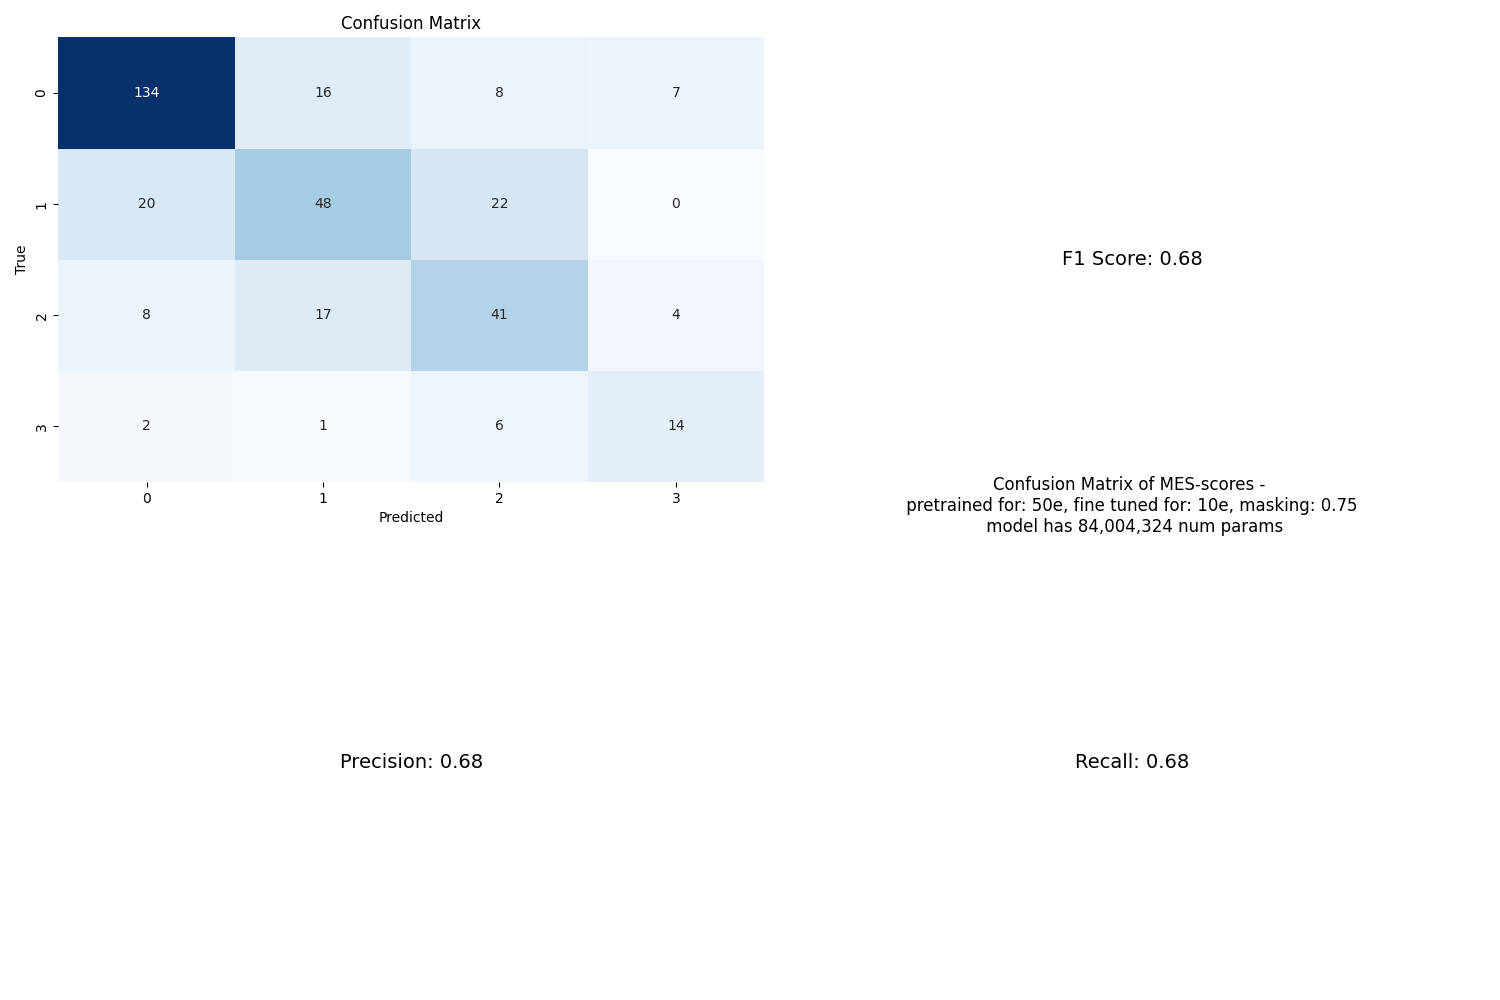 Confusion Matrix
0 134 16 8 7
1 20 48 22 0
True
2 8 17 41 4
3 2 1 6 14
0 1 2 3
Predicted
F1 Score: 0.68
Confusion Matrix of MES-scores -
pretrained for: 50e, fine tuned for: 10e, masking: 0.75
model has 84,004,324 num params
Precision: 0.68
Recall: 0.68